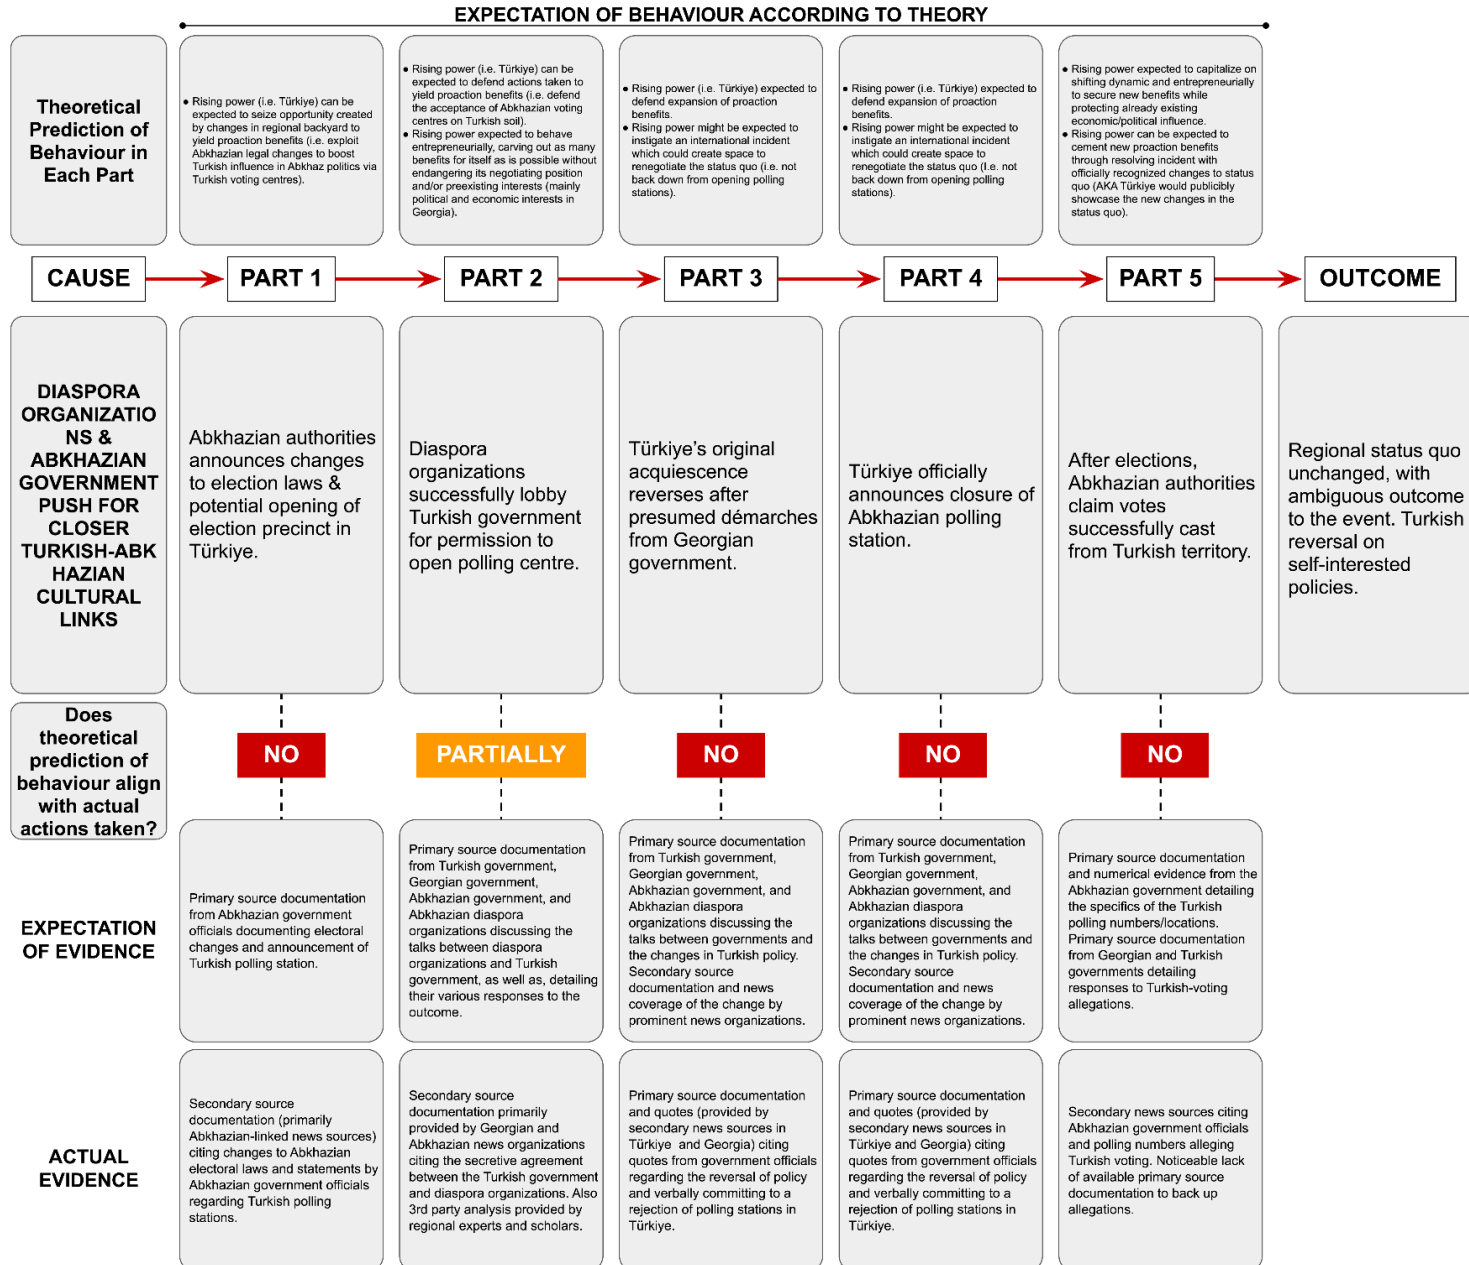 EXPECTATION OF BEHAVIOUR ACCORDING TO THEORY
Theoretical
Prediction of
Behaviour in
Each Part
● Rising power (i.e. Türkiye) can be
expected to seize opportunity created
by changes in regional backyard to
yield proaction benefits (i.e. exploit
Abkhazian legal changes to boost
Turkish influence in Abkhaz politics via
Turkish voting centres).
● Rising power (i.e. Türkiye) can be
expected to defend actions taken to
yield proaction benefits (i.e. defend
the acceptance of Abkhazian voting
centres on Turkish soil).
● Rising power expected to behave
entrepreneurially, carving out as many
benefits for itself as is possible without
endangering its negotiating position
and/or preexisting interests (mainly
political and economic interests in
Georgia).
● Rising power (i.e. Türkiye) expected to
defend expansion of proaction
benefits.
● Rising power might be expected to
instigate an international incident
which could create space to
renegotiate the status quo (i.e. not
back down from opening polling
stations).
● Rising power (i.e. Türkiye) expected to
defend expansion of proaction
benefits.
● Rising power might be expected to
instigate an international incident
which could create space to
renegotiate the status quo (I.e. not
back down from opening polling
stations).
● Rising power expected to capitalize on
shifting dynamic and entrepreneurially
to secure new benefits while
protecting already existing
economic/political influence.
● Rising power can be expected to
cement new proaction benefits
through resolving incident with
officially recognized changes to status
quo (AKA Türkiye would publicibly
showcase the new changes in the
status quo).
CAUSE
PART 1
PART 2
PART 3
PART 4
PART 5
OUTCOME
DIASPORA
ORGANIZATIO
NS &
ABKHAZIAN
GOVERNMENT
PUSH FOR
CLOSER
TURKISH-ABK
HAZIAN
CULTURAL
LINKS
Abkhazian authorities
announces changes
to election laws &
potential opening of
election precinct in
Türkiye.
Diaspora
organizations
successfully lobby
Turkish government
for permission to
open polling centre.
Türkiye's original
acquiescence
reverses after
presumed démarches
from Georgian
government.
Türkiye officially
announces closure of
Abkhazian polling
station.
After elections,
Abkhazian authorities
claim votes
successfully cast
from Turkish territory.
Regional status quo
unchanged, with
ambiguous outcome
to the event. Turkish
reversal on
self-interested
policies.
Does
theoretical
prediction of
behaviour align
with actual
actions taken?
NO
PARTIALLY
NO
NO
NO
EXPECTATION
OF EVIDENCE
Primary source documentation
from Abkhazian government
officials documenting electoral
changes and announcement of
Turkish polling station.
Primary source documentation
from Turkish government,
Georgian government,
Abkhazian government, and
Abkhazian diaspora
organizations discussing the
talks between diaspora
organizations and Turkish
government, as well as, detailing
their various responses to the
outcome.
Primary source documentation
from Turkish government,
Georgian government,
Abkhazian government, and
Abkhazian diaspora
organizations discussing the
talks between governments and
the changes in Turkish policy.
Secondary source
documentation and news
coverage of the change by
prominent news organizations.
Primary source documentation
from Turkish government,
Georgian government,
Abkhazian government, and
Abkhazian diaspora
organizations discussing the
talks between governments and
the changes in Turkish policy.
Secondary source
documentation and news
coverage of the change by
prominent news organizations.
Primary source documentation
and numerical evidence from the
Abkhazian government detailing
the specifics of the Turkish
polling numbers/locations.
Primary source documentation
from Georgian and Turkish
governments detailing
responses to Turkish-voting
allegations.
ACTUAL
EVIDENCE
Secondary source
documentation (primarily
Abkhazian-linked news sources)
citing changes to Abkhazian
electoral laws and statements by
Abkhazian government officials
regarding Turkish polling
stations.
Secondary source
documentation primarily
provided by Georgian and
Abkhazian news organizations
citing the secretive agreement
between the Turkish government
and diaspora organizations. Also
3rd party analysis provided by
regional experts and scholars.
Primary source documentation
and quotes (provided by
secondary news sources in
Türkiye and Georgia) citing
quotes from government officials
regarding the reversal of policy
and verbally committing to a
rejection of polling stations in
Türkiye.
Primary source documentation
and quotes (provided by
secondary news sources in
Türkiye and Georgia) citing
quotes from government officials
regarding the reversal of policy
and verbally committing to a
rejection of polling stations in
Türkiye.
Secondary news sources citing
Abkhazian government officials
and polling numbers alleging
Turkish voting. Noticeable lack
of available primary source
documentation to back up
allegations.